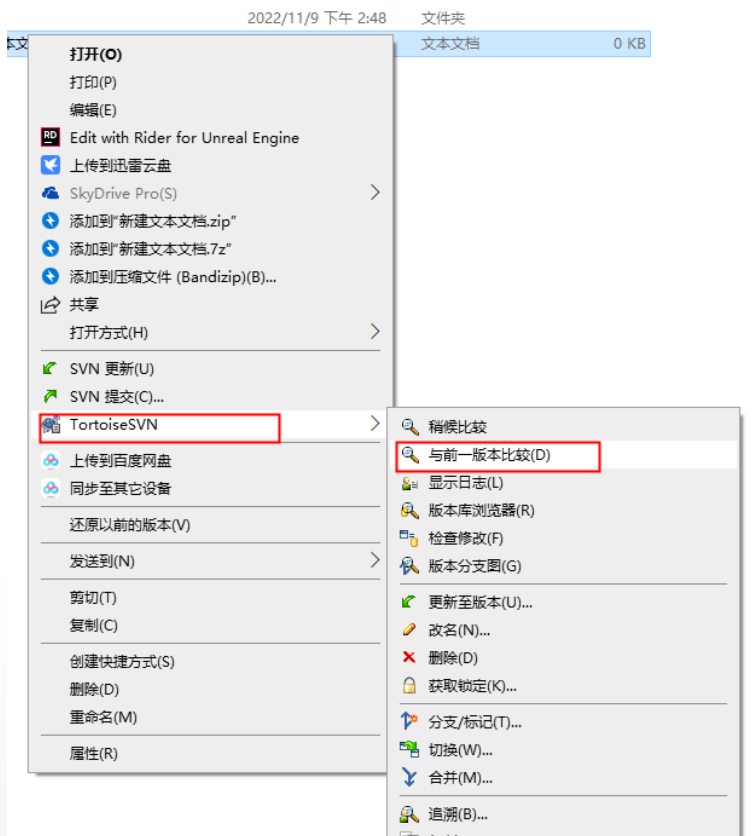 2022/11/9 下午 2:48 文件夹
本文 文本文档 0 KB
打开(O)
打印(P)
编辑(E)
Edit with Rider for Unreal Engine
上传到迅雷云盘
SkyDrive Pro(S)
添加到"新建文本文档.zip"
添加到"新建文本文档.7z"
添加到压缩文件 (Bandizip)(B)...
共享
打开方式(H)
SVN 更新(U)
SVN 提交(C)...
TortoiseSVN
上传到百度网盘
同步至其它设备
还原以前的版本(V)
发送到(N)
剪切(T)
复制(C)
创建快捷方式(S)
删除(D)
重命名(M)
属性(R)
稍候比较
与前一版本比较(D)
显示日志(L)
版本库浏览器(R)
检查修改(F)
版本分支图(G)
更新至版本(U)...
改名(N)...
删除(D)
获取锁定(K)...
分支/标记(T)...
切换(W)...
合并(M)...
追溯(B)...